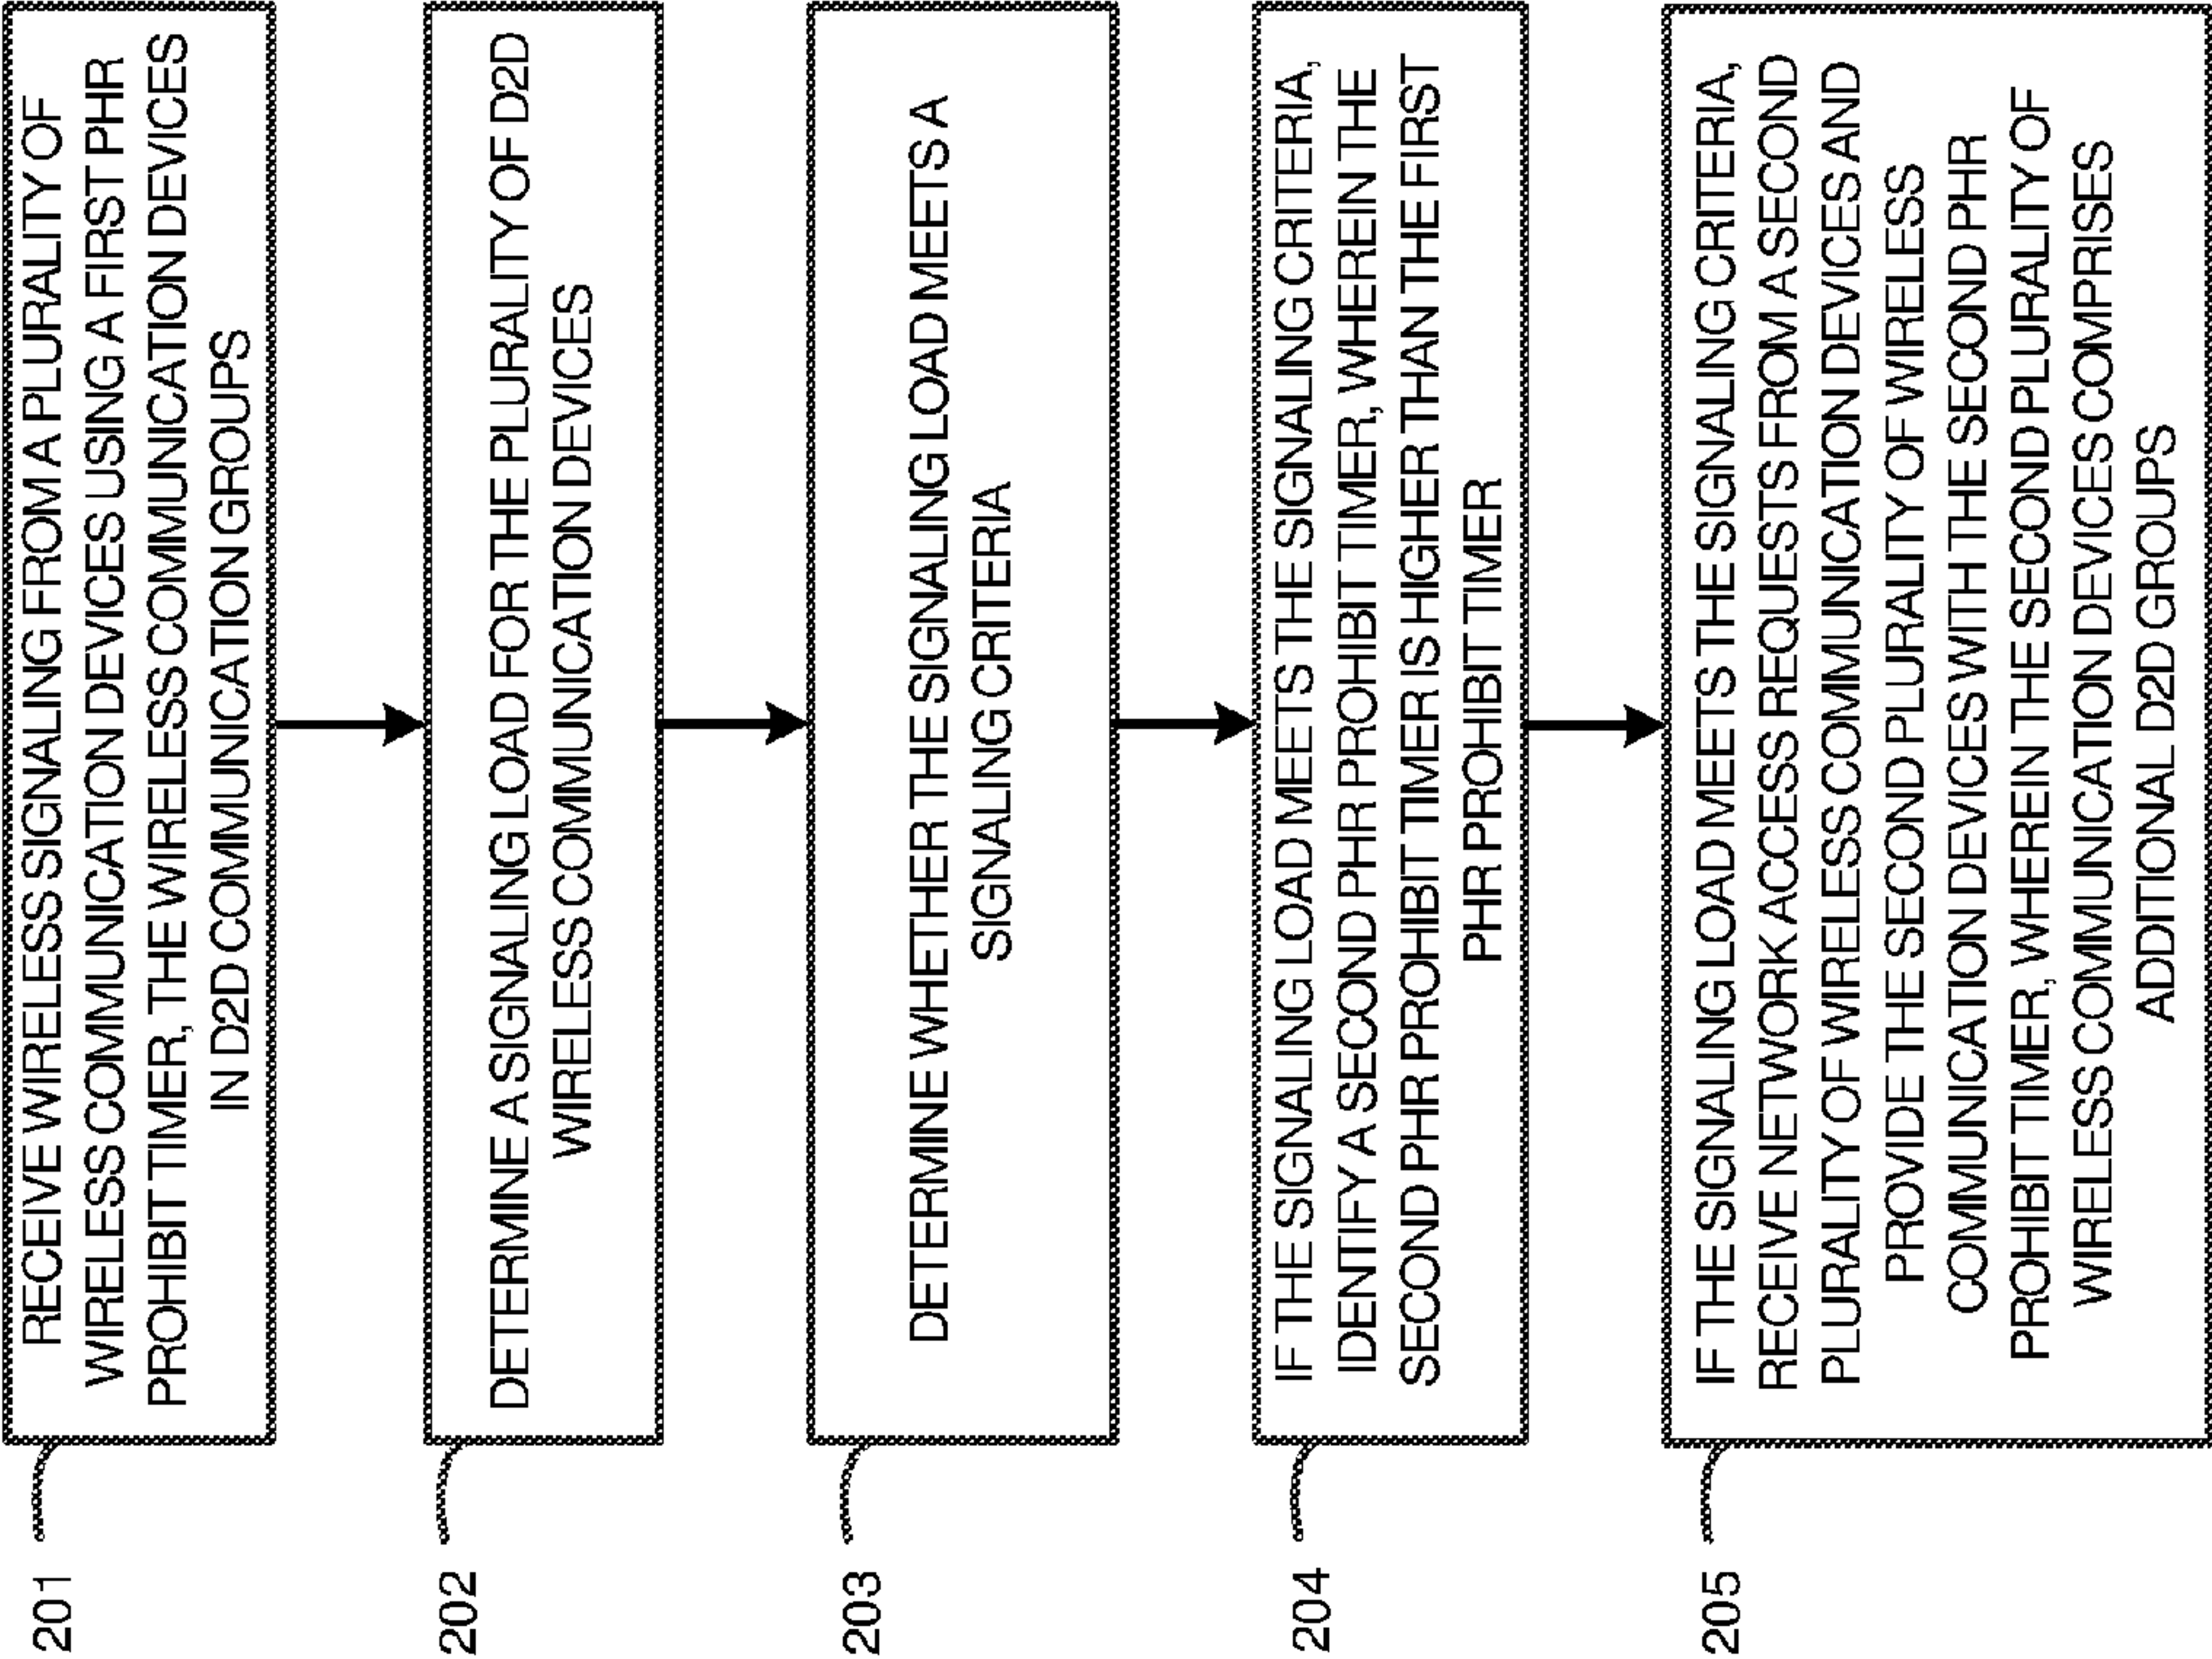 201
RECEIVE WIRELESS SIGNALING FROM A PLURALITY OF
WIRELESS COMMUNICATION DEVICES USING A FIRST PHR
PROHIBIT TIMER, THE WIRELESS COMMUNICATION DEVICES
IN D2D COMMUNICATION GROUPS
202
DETERMINE A SIGNALING LOAD FOR THE PLURALITY OF D2D
WIRELESS COMMUNICATION DEVICES
203
DETERMINE WHETHER THE SIGNALING LOAD MEETS A
SIGNALING CRITERIA
204
IF THE SIGNALING LOAD MEETS THE SIGNALING CRITERIA,
IDENTIFY A SECOND PHR PROHIBIT TIMER, WHEREIN THE
SECOND PHR PROHIBIT TIMER IS HIGHER THAN THE FIRST
PHR PROHIBIT TIMER
205
IF THE SIGNALING LOAD MEETS THE SIGNALING CRITERIA,
RECEIVE NETWORK ACCESS REQUESTS FROM A SECOND
PLURALITY OF WIRELESS COMMUNICATION DEVICES AND
PROVIDE THE SECOND PLURALITY OF WIRELESS
COMMUNICATION DEVICES WITH THE SECOND PHR
PROHIBIT TIMER, WHEREIN THE SECOND PLURALITY OF
WIRELESS COMMUNICATION DEVICES COMPRISES
ADDITIONAL D2D GROUPS